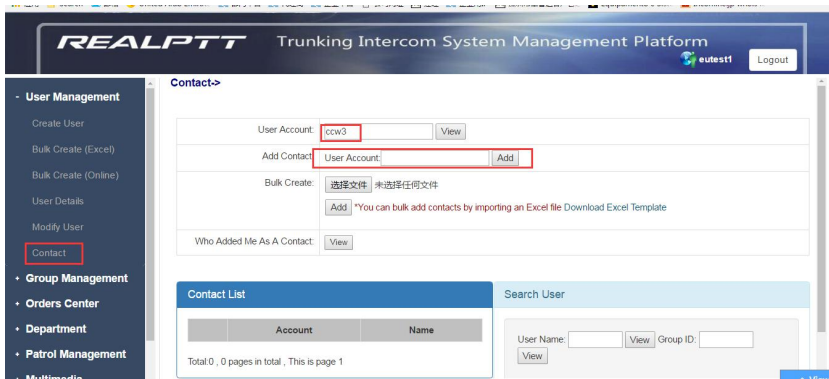 REALPTT Trunking Intercom System Management Platform
eutest1 Logout
- User Management
Create User
Bulk Create (Excel)
Bulk Create (Online)
User Details
Modify User
Contact
+ Group Management
+ Orders Center
+ Department
+ Patrol Management
+ Multimedia
Contact->
User Account: ccw3 View
Add Contact: User Account: Add
Bulk Create: 选择文件 未选择任何文件
Add *You can bulk add contacts by importing an Excel file Download Excel Template
Who Added Me As A Contact: View
Contact List
Account Name
Total:0 , 0 pages in total , This is page 1
Search User
User Name: View Group ID:
View